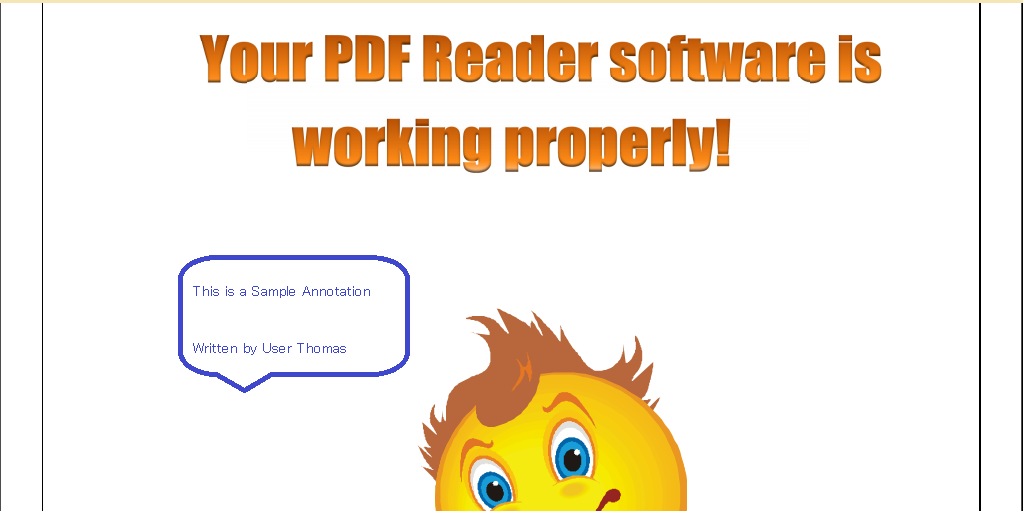 Your PDF Reader software is
working properly!
This is a Sample Annotation
Written by User Thomas